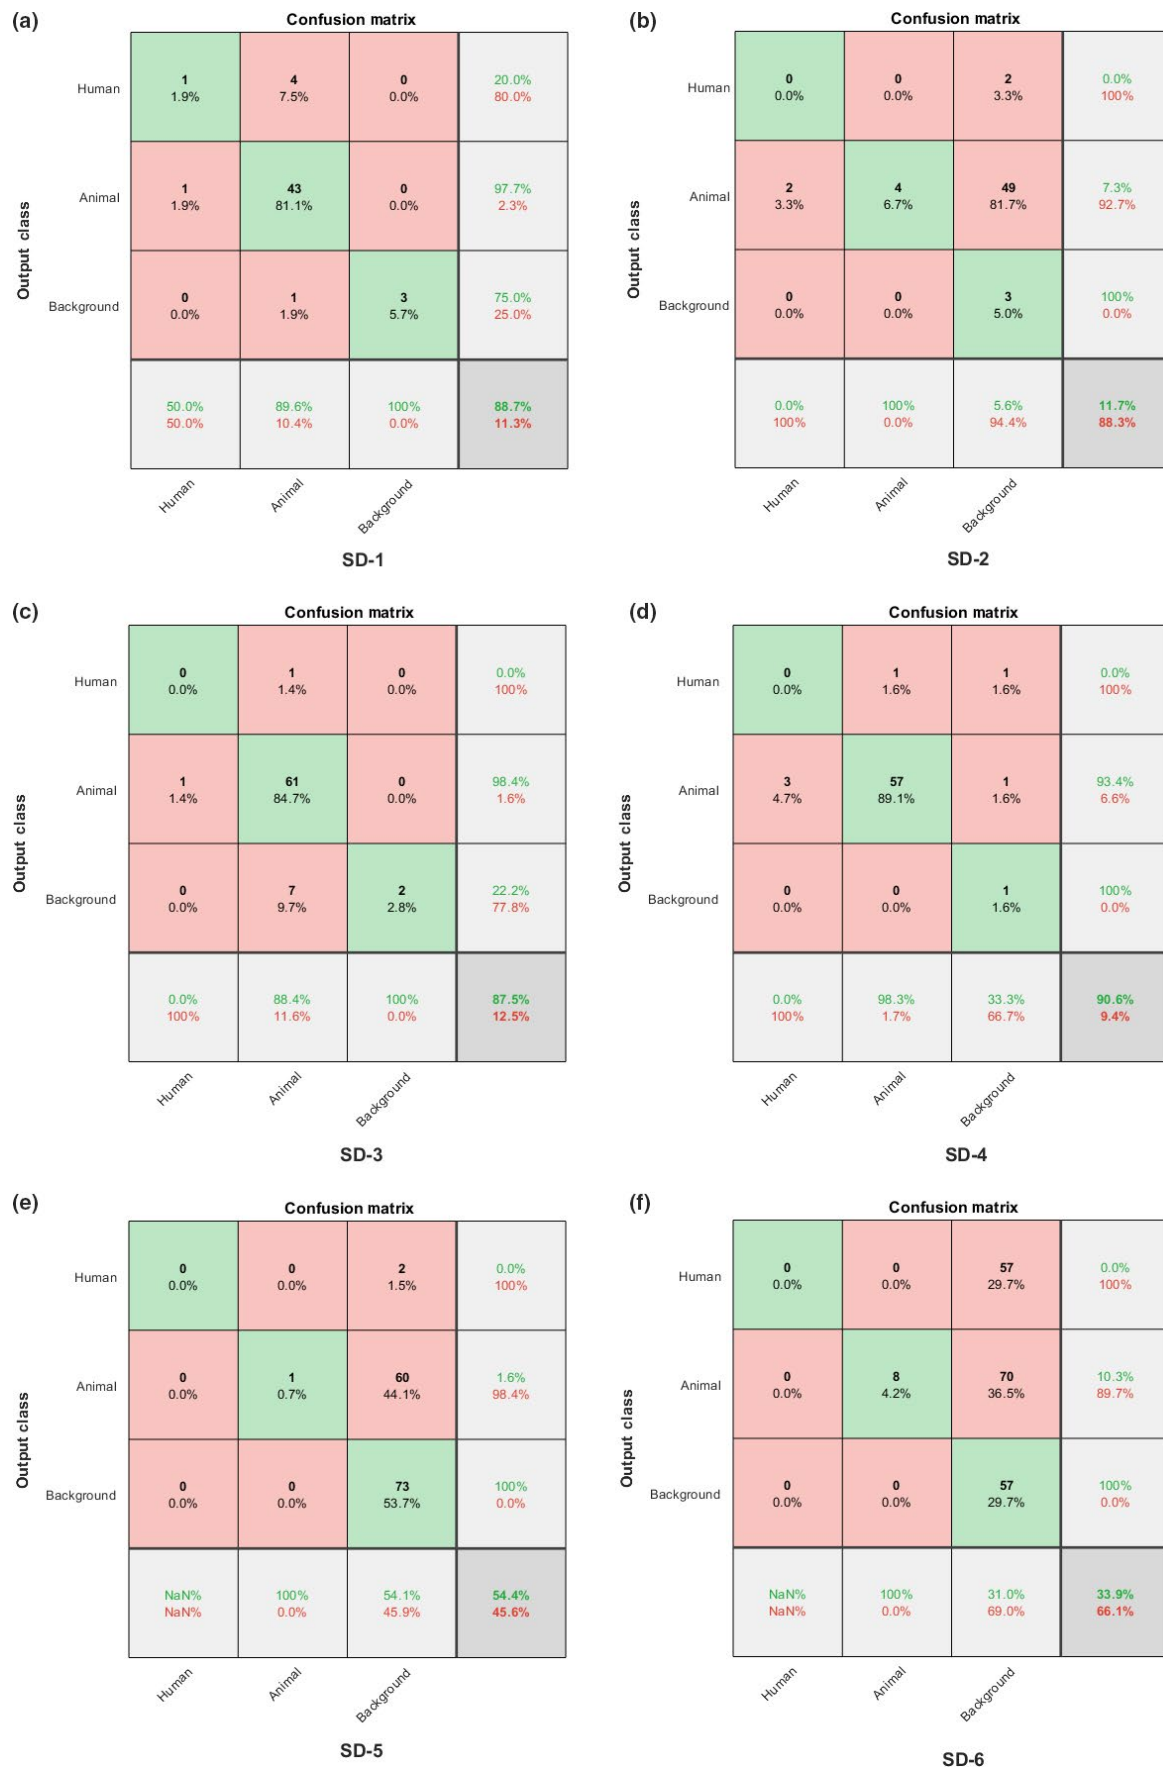 (a)
Confusion matrix
Output class
Human
1
1.9%
4
7.5%
0
0.0%
20.0%
80.0%
Animal
1
1.9%
43
81.1%
0
0.0%
97.7%
2.3%
Background
0
0.0%
1
1.9%
3
5.7%
75.0%
25.0%
50.0%
50.0%
89.6%
10.4%
100%
0.0%
88.7%
11.3%
Human
Animal
Background
SD-1
(b)
Confusion matrix
Output class
Human
0
0.0%
0
0.0%
2
3.3%
0.0%
100%
Animal
2
3.3%
4
6.7%
49
81.7%
7.3%
92.7%
Background
0
0.0%
0
0.0%
3
5.0%
100%
0.0%
0.0%
100%
100%
0.0%
5.6%
94.4%
11.7%
88.3%
Human
Animal
Background
SD-2
(c)
Confusion matrix
Output class
Human
0
0.0%
1
1.4%
0
0.0%
0.0%
100%
Animal
1
1.4%
61
84.7%
0
0.0%
98.4%
1.6%
Background
0
0.0%
7
9.7%
2
2.8%
22.2%
77.8%
0.0%
100%
88.4%
11.6%
100%
0.0%
87.5%
12.5%
Human
Animal
Background
SD-3
(d)
Confusion matrix
Output class
Human
0
0.0%
1
1.6%
1
1.6%
0.0%
100%
Animal
3
4.7%
57
89.1%
1
1.6%
93.4%
6.6%
Background
0
0.0%
0
0.0%
1
1.6%
100%
0.0%
0.0%
100%
98.3%
1.7%
33.3%
66.7%
90.6%
9.4%
Human
Animal
Background
SD-4
(e)
Confusion matrix
Output class
Human
0
0.0%
0
0.0%
2
1.5%
0.0%
100%
Animal
0
0.0%
1
0.7%
60
44.1%
1.6%
98.4%
Background
0
0.0%
0
0.0%
73
53.7%
100%
0.0%
NaN%
NaN%
100%
0.0%
54.1%
45.9%
54.4%
45.6%
Human
Animal
Background
SD-5
(f)
Confusion matrix
Output class
Human
0
0.0%
0
0.0%
57
29.7%
0.0%
100%
Animal
0
0.0%
8
4.2%
70
36.5%
10.3%
89.7%
Background
0
0.0%
0
0.0%
57
29.7%
100%
0.0%
NaN%
NaN%
100%
0.0%
31.0%
69.0%
33.9%
66.1%
Human
Animal
Background
SD-6